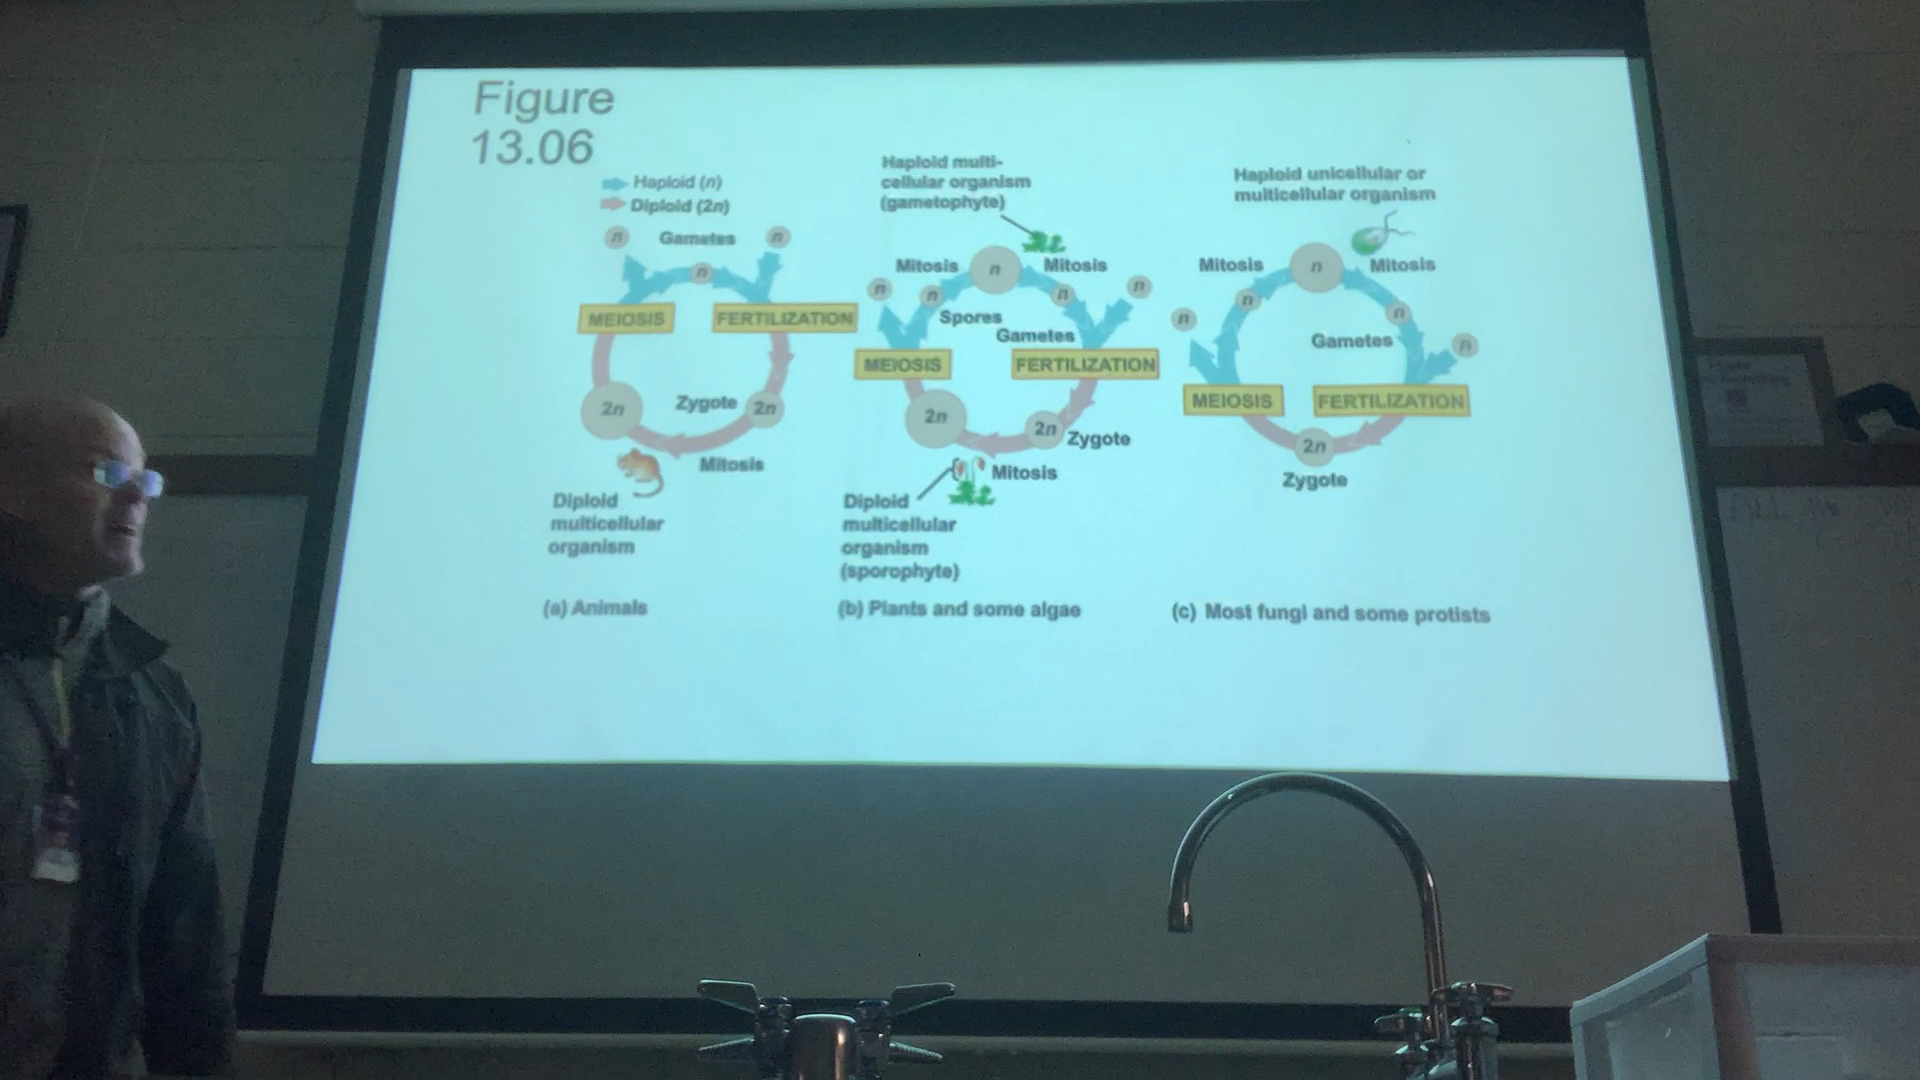 Figure
13.06
Haploid (n)
Diploid (2n)
n
Gametes
n
n
MEIOSIS
FERTILIZATION
2n
Zygote
2n
Mitosis
Diploid
multicellular
organism
(a) Animals
Haploid multi-
cellular organism
(gametophyte)
Mitosis
n
Mitosis
n
n
n
n
Spores
Gametes
MEIOSIS
FERTILIZATION
2n
2n
Zygote
Mitosis
Diploid
multicellular
organism
(sporophyte)
(b) Plants and some algae
Haploid unicellular or
multicellular organism
Mitosis
n
Mitosis
n
n
n
Gametes
n
MEIOSIS
FERTILIZATION
2n
Zygote
(c) Most fungi and some protists